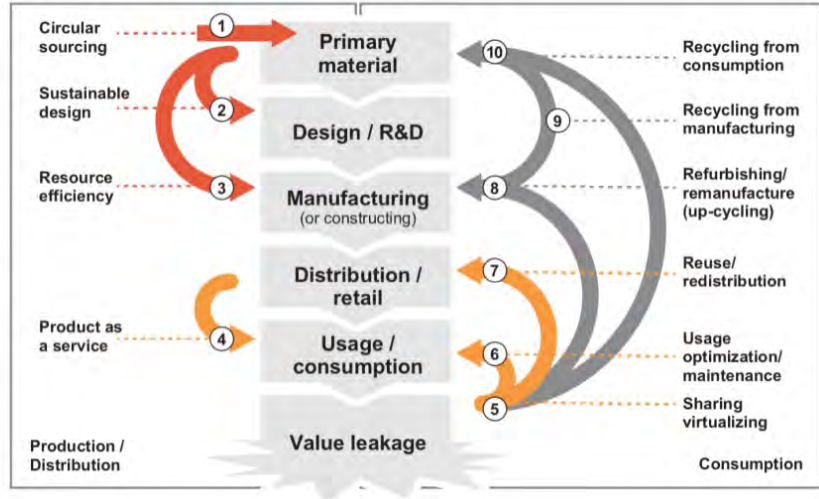 Circular
sourcing
1
Primary
material
10
Recycling from
consumption
Sustainable
design
2
Design / R&D
9
Recycling from
manufacturing
Resource
efficiency
3
Manufacturing
(or constructing)
8
Refurbishing/
remanufacture
(up-cycling)
Distribution /
retail
7
Reuse/
redistribution
Product as
a service
4
Usage /
consumption
6
Usage
optimization/
maintenance
5
Sharing
virtualizing
Value leakage
Production /
Distribution
Consumption